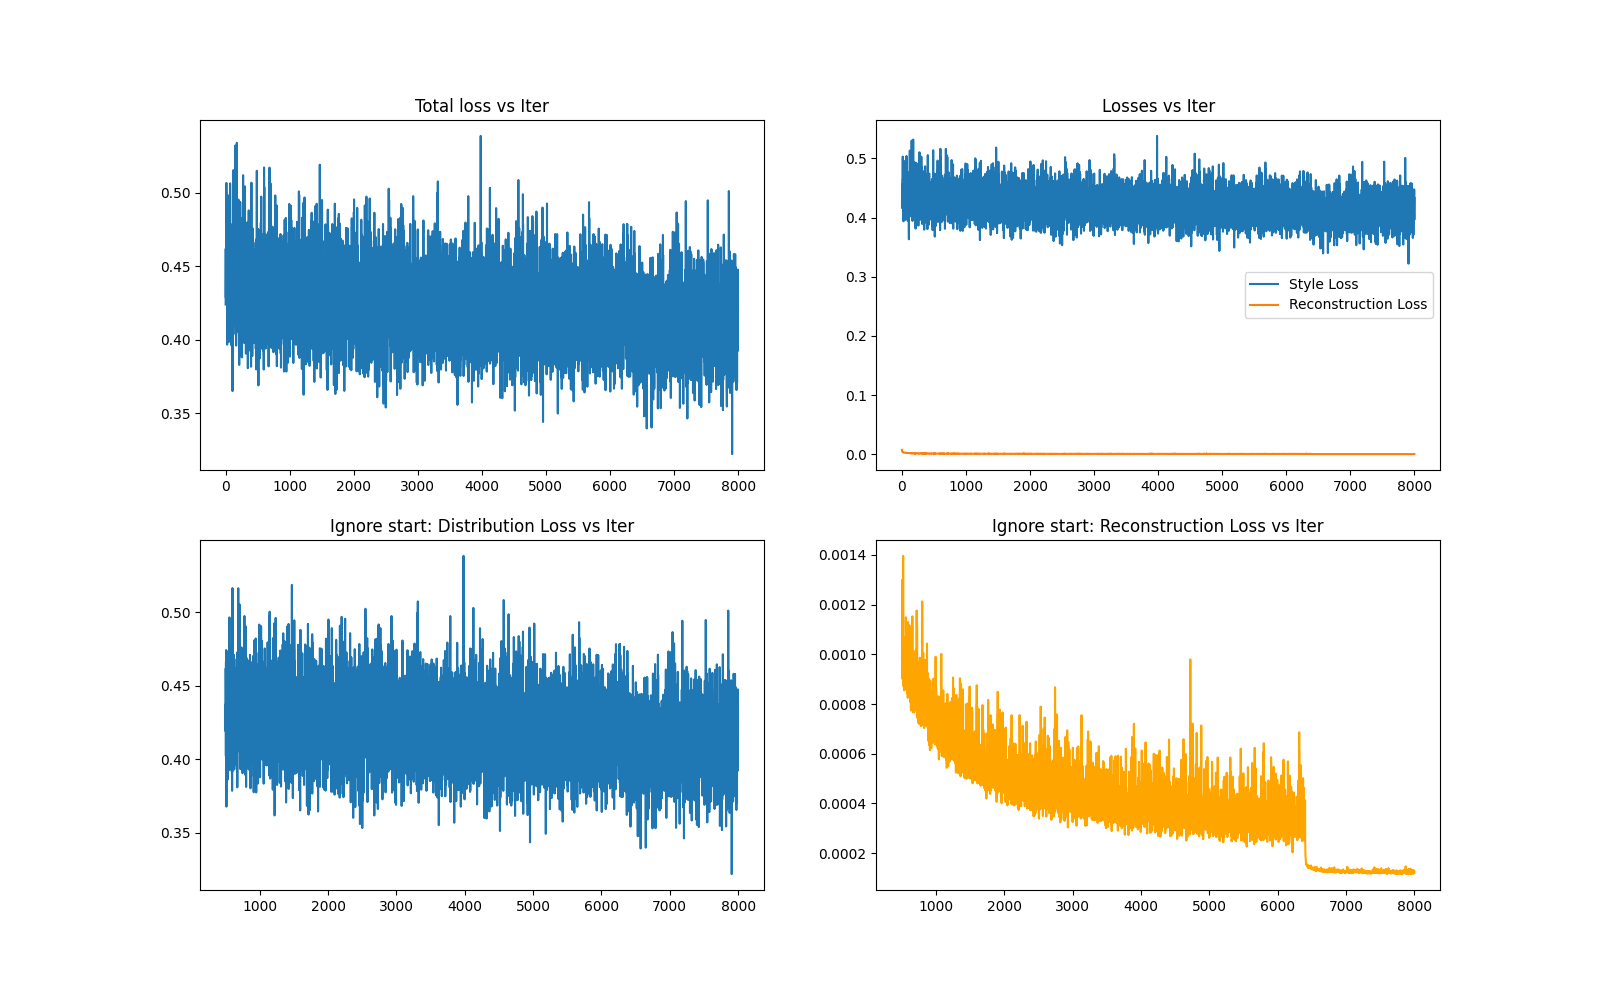 Total loss vs Iter
0.50
0.45
0.40
0.35
0 1000 2000 3000 4000 5000 6000 7000 8000
Losses vs Iter
0.5
0.4
0.3
0.2
0.1
0.0
Style Loss
Reconstruction Loss
0 1000 2000 3000 4000 5000 6000 7000 8000
Ignore start: Distribution Loss vs Iter
0.50
0.45
0.40
0.35
1000 2000 3000 4000 5000 6000 7000 8000
Ignore start: Reconstruction Loss vs Iter
0.0014
0.0012
0.0010
0.0008
0.0006
0.0004
0.0002
1000 2000 3000 4000 5000 6000 7000 8000